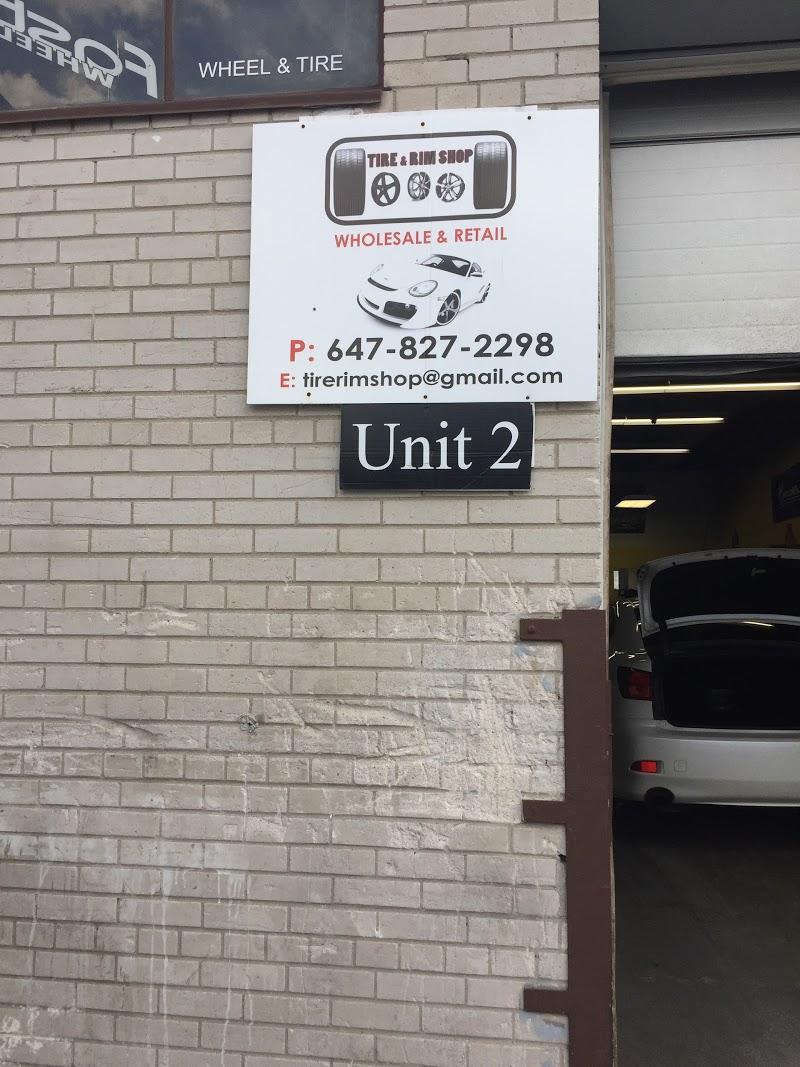 WHEEL & TIRE
TIRE & RIM SHOP
WHOLESALE & RETAIL
P: 647-827-2298
E: tirerimshop@gmail.com
Unit 2